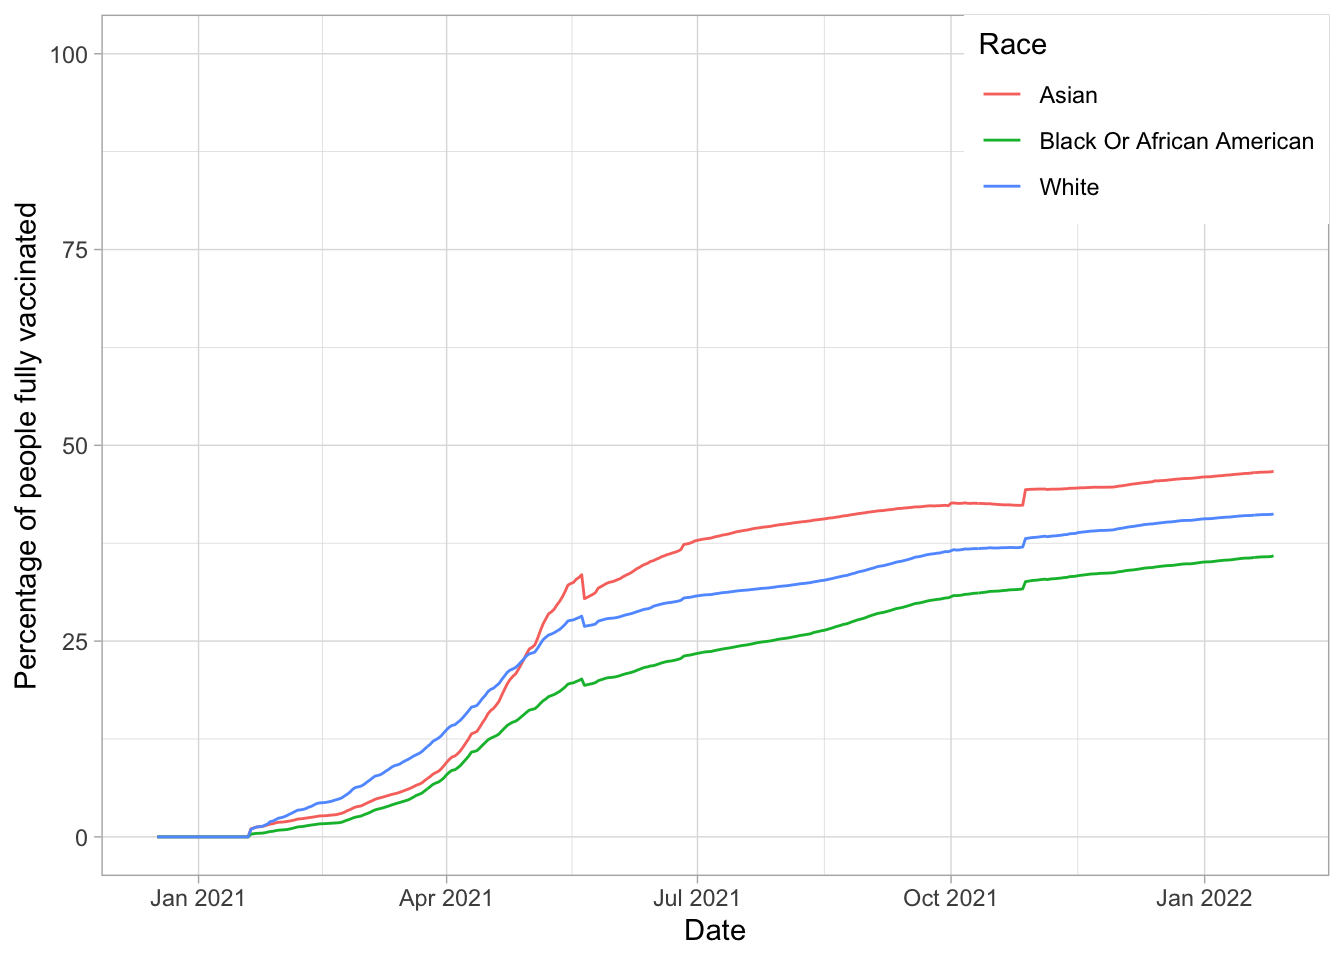 Race
Asian
Black Or African American
White
Percentage of people fully vaccinated
100
75
50
25
0
Jan 2021
Apr 2021
Jul 2021
Oct 2021
Jan 2022
Date